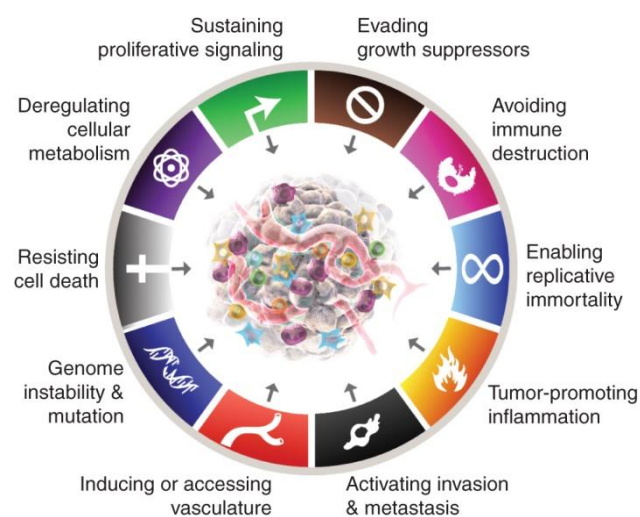 Sustaining
proliferative signaling
Evading
growth suppressors
Deregulating
cellular
metabolism
Avoiding
immune
destruction
Resisting
cell death
Enabling
replicative
immortality
Genome
instability &
mutation
Tumor-promoting
inflammation
Inducing or accessing
vasculature
Activating invasion
& metastasis